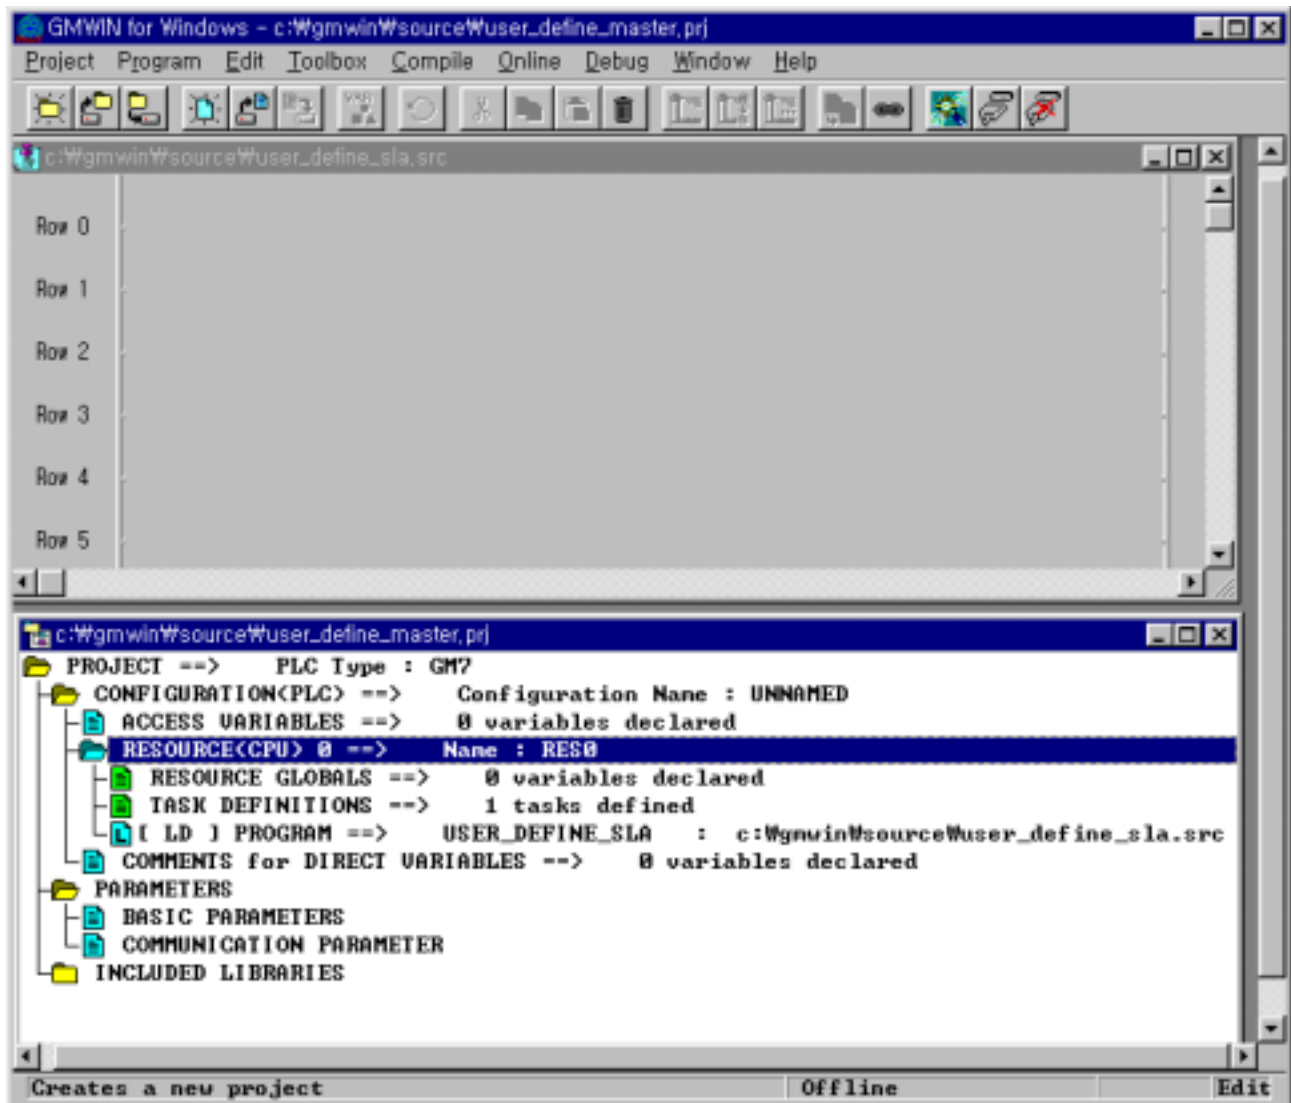 GMWIN for Windows - c:₩gmwin₩source₩user_define_master.prj
Project Program Edit Toolbox Compile Online Debug Window Help
c:₩gmwin₩source₩user_define_sla.src
Row 0
Row 1
Row 2
Row 3
Row 4
Row 5
c:₩gmwin₩source₩user_define_master.prj
PROJECT ==> PLC Type : GM7
CONFIGURATION(PLC) ==> Configuration Name : UNNAMED
ACCESS VARIABLES ==> 0 variables declared
RESOURCE(CPU) 0 ==> Name : RES0
RESOURCE GLOBALS ==> 0 variables declared
TASK DEFINITIONS ==> 1 tasks defined
[ LD ] PROGRAM ==> USER_DEFINE_SLA : c:₩gmwin₩source₩user_define_sla.src
COMMENTS for DIRECT VARIABLES ==> 0 variables declared
PARAMETERS
BASIC PARAMETERS
COMMUNICATION PARAMETER
INCLUDED LIBRARIES
Creates a new project Offline Edit